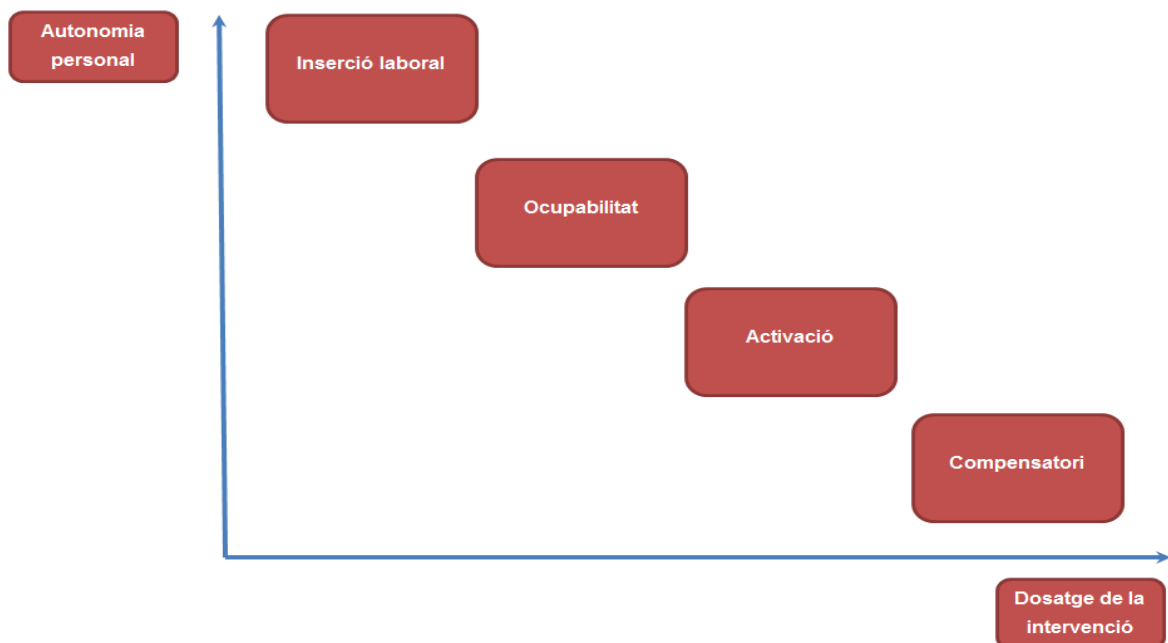 Autonomia
personal
Inserció laboral
Ocupabilitat
Activació
Compensatori
Dosatge de la
intervenció